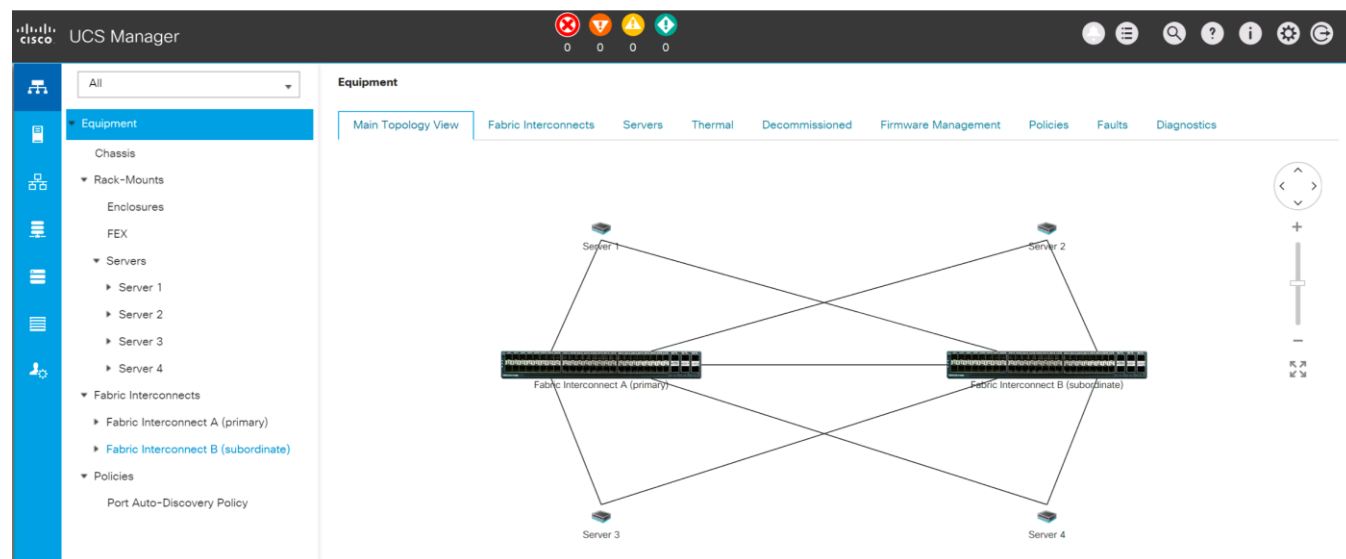 CISCO UCS Manager
0 0 0 0
All
Equipment
Chassis
Rack-Mounts
Enclosures
FEX
Servers
Server 1
Server 2
Server 3
Server 4
Fabric Interconnects
Fabric Interconnect A (primary)
Fabric Interconnect B (subordinate)
Policies
Port Auto-Discovery Policy
Equipment
Main Topology View Fabric Interconnects Servers Thermal Decommissioned Firmware Management Policies Faults Diagnostics
Server 1 Server 2
Fabric Interconnect A (primary) Fabric Interconnect B (subordinate)
Server 3 Server 4